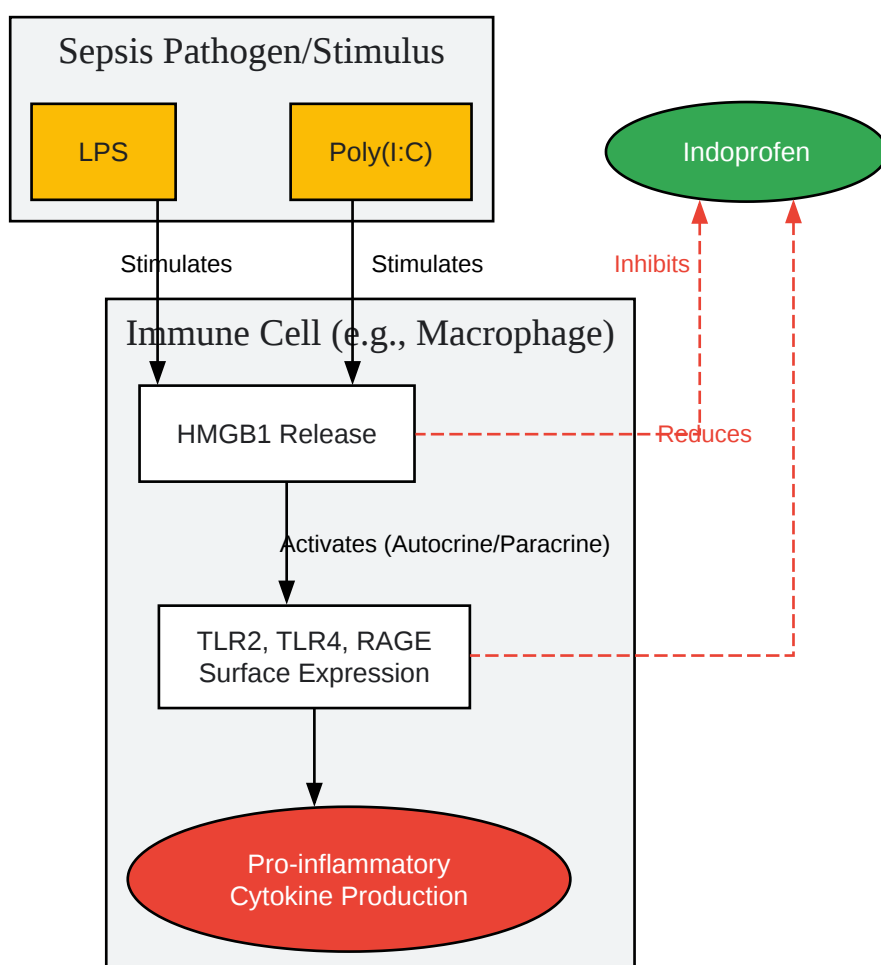 Sepsis Pathogen/Stimulus
LPS
Poly(I:C)
Indoprofen
Stimulates
Stimulates
Inhibits
Immune Cell (e.g., Macrophage)
HMGB1 Release
Reduces
Activates (Autocrine/Paracrine)
TLR2, TLR4, RAGE
Surface Expression
Pro-inflammatory
Cytokine Production